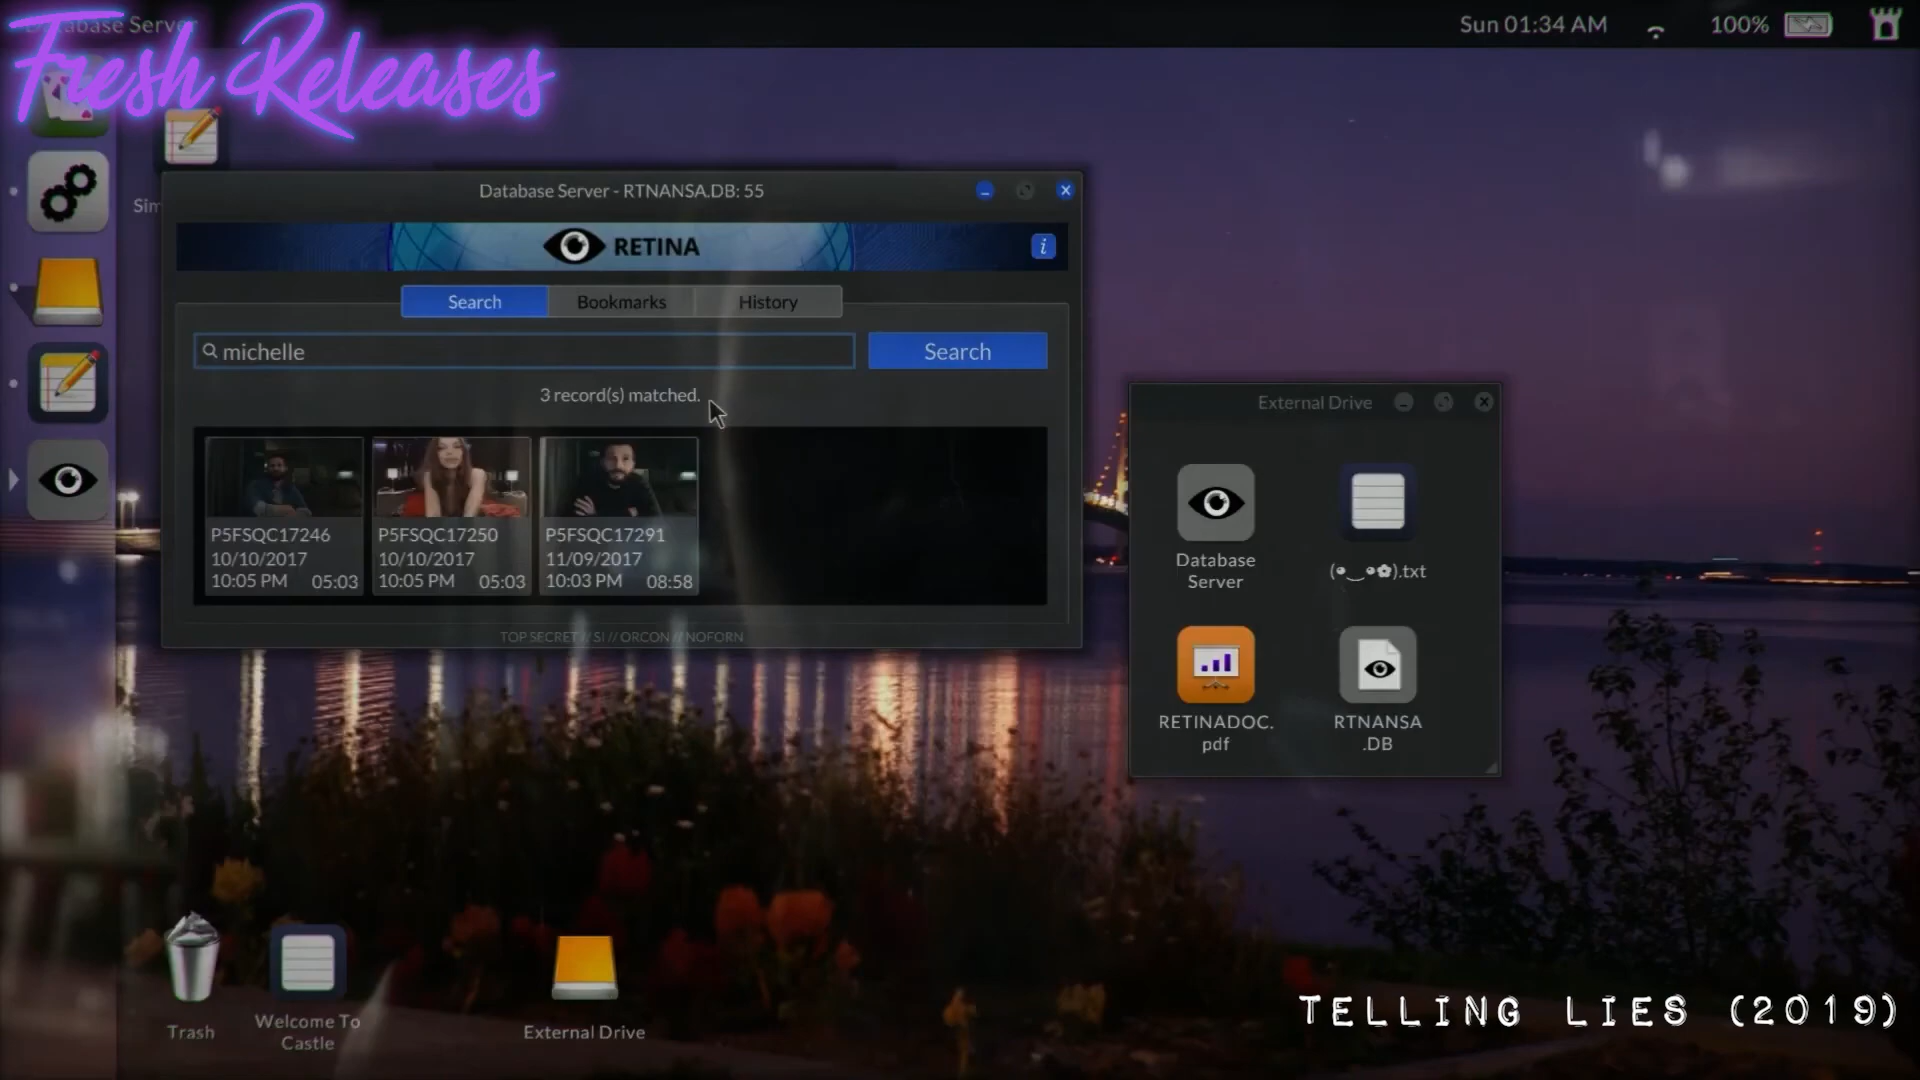 Database Server
Sun 01:34 AM
100%
Fresh Releases
Sim
Database Server - RTNANSA.DB: 55
RETINA
i
Search
Bookmarks
History
michelle
Search
3 record(s) matched.
P5FSQC17246
10/10/2017
10:05 PM 05:03
P5FSQC17250
10/10/2017
10:05 PM 05:03
P5FSQC17291
11/09/2017
10:03 PM 08:58
TOP SECRET // SI // ORCON // NOFORN
External Drive
Database
Server
(•‿•✿).txt
RETINADOC.
pdf
RTNANSA
.DB
Trash
Welcome To
Castle
External Drive
TELLING LIES (2019)